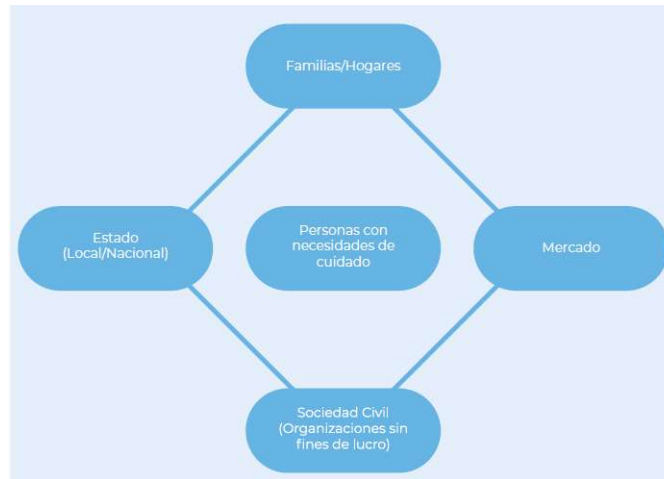 Familias/Hogares
Estado
(Local/Nacional)
Personas con
necesidades de
cuidado
Mercado
Sociedad Civil
(Organizaciones sin
fines de lucro)